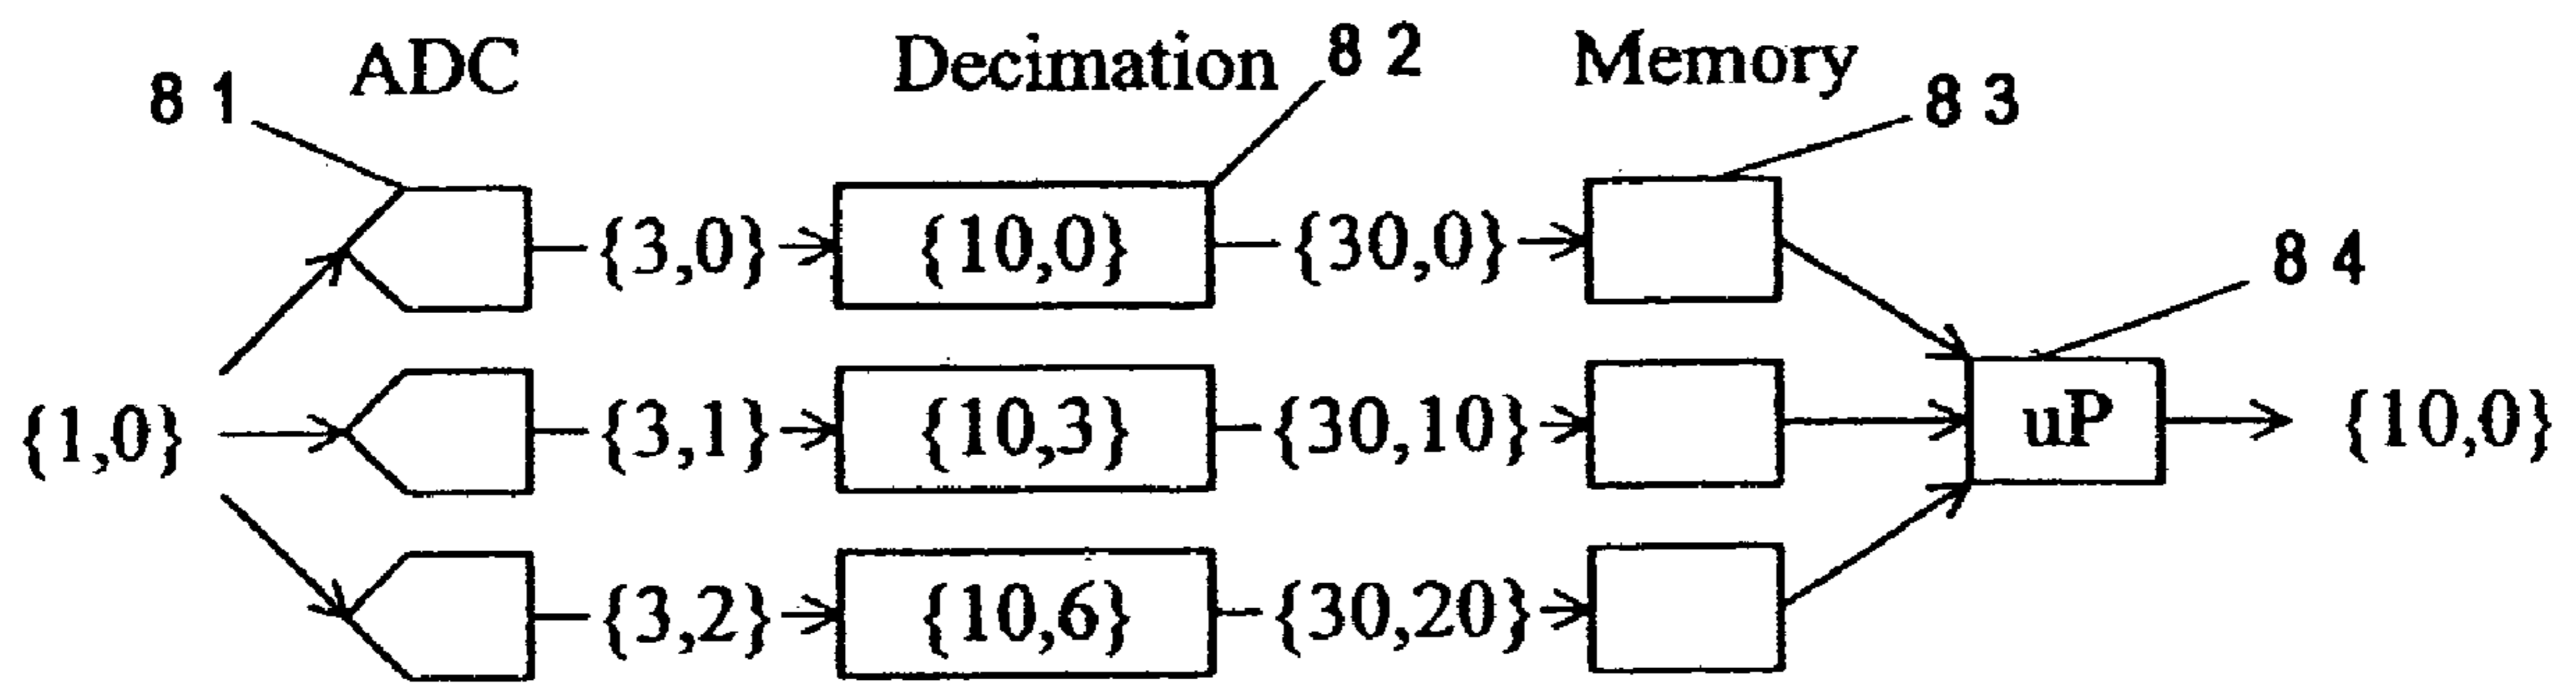 ADC Decimation 82 Memory
81 83
{3,0} {10,0} {30,0}
84
{1,0} {3,1} {10,3} {30,10} uP {10,0}
{3,2} {10,6} {30,20}